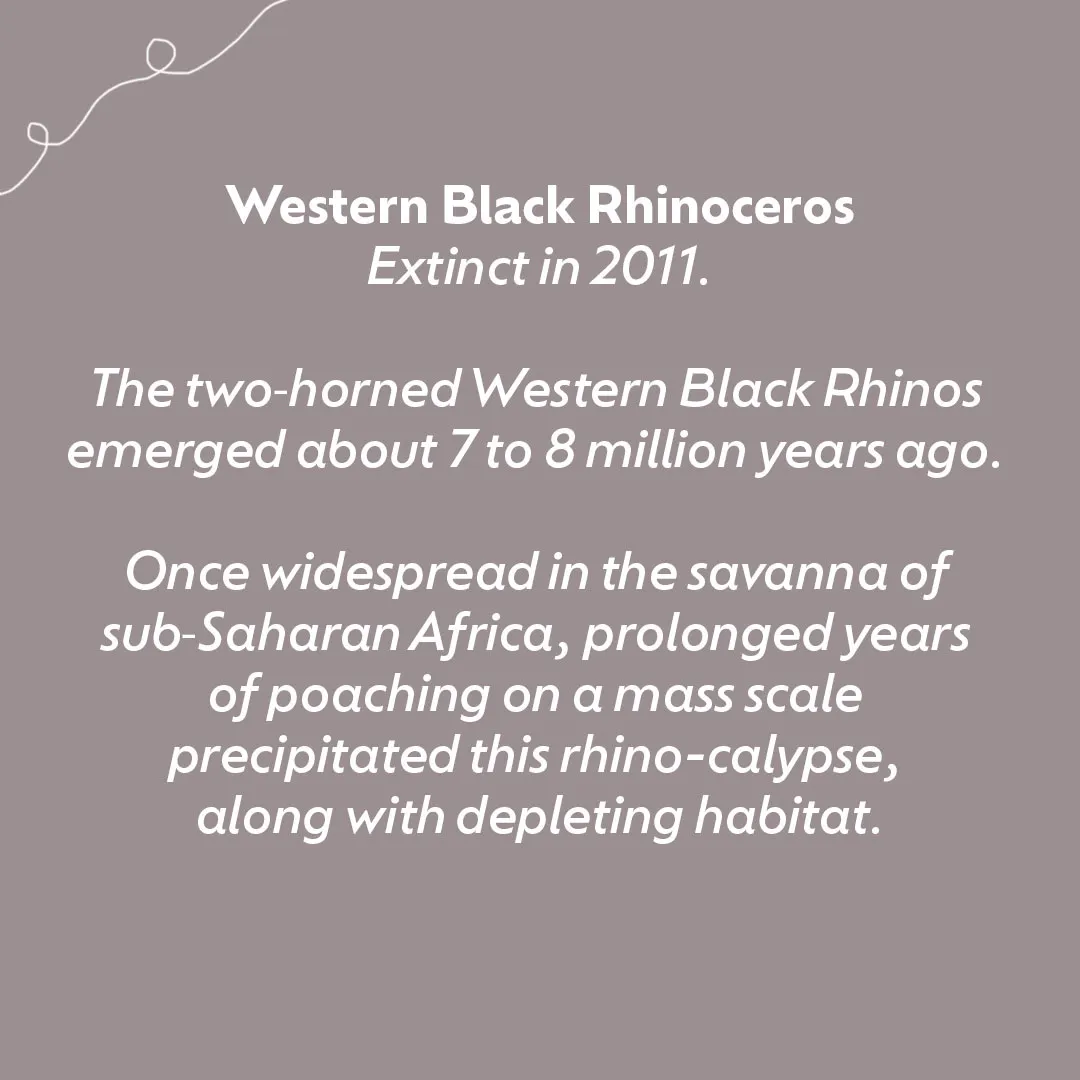 Western Black Rhinoceros
Extinct in 2011.
The two-horned Western Black Rhinos
emerged about 7 to 8 million years ago.
Once widespread in the savanna of
sub-Saharan Africa, prolonged years
of poaching on a mass scale
precipitated this rhino-calypse,
along with depleting habitat.